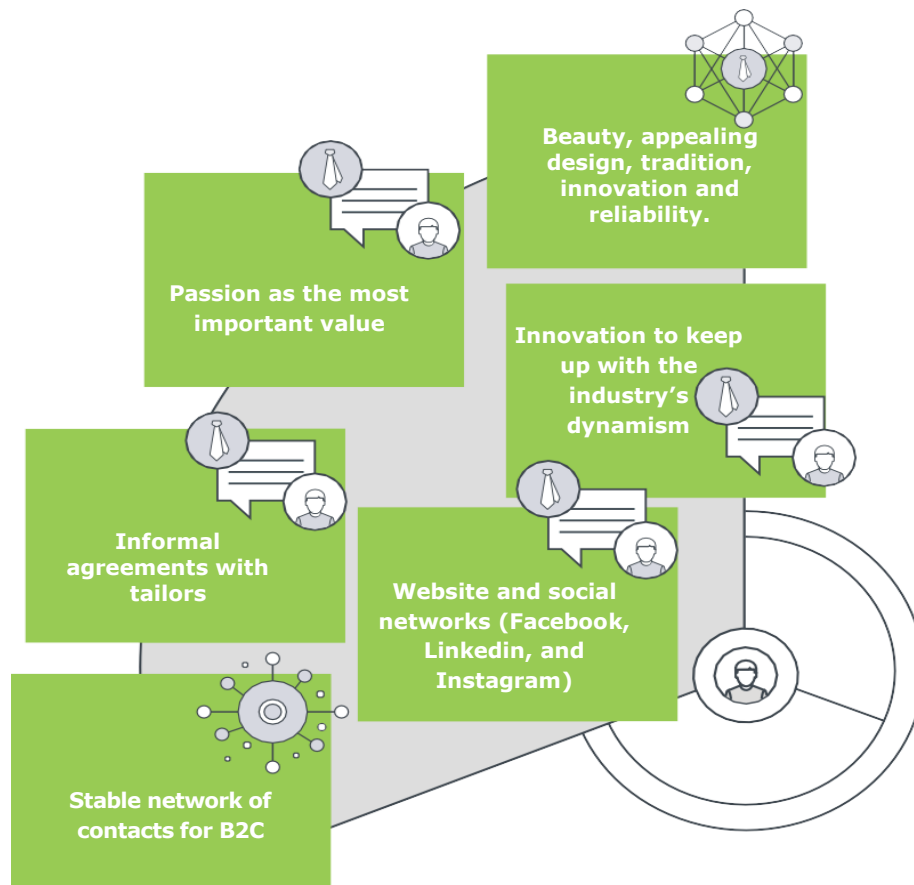 Beauty, appealing
design, tradition,
innovation and
reliability.
Passion as the most
important value
Innovation to keep
up with the
industry's
dynamism
Informal
agreements with
tailors
Website and social
networks (Facebook,
Linkedin, and
Instagram)
Stable network of
contacts for B2C